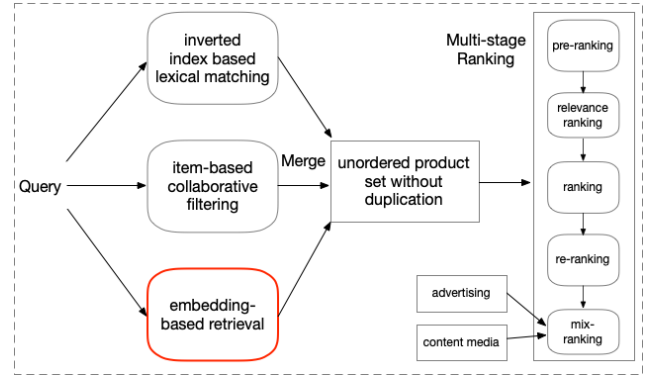 Query
inverted
index based
lexical matching
item-based
collaborative
filtering
embedding-
based retrieval
Merge
unordered product
set without
duplication
Multi-stage
Ranking
pre-ranking
relevance
ranking
ranking
re-ranking
mix-
ranking
advertising
content media